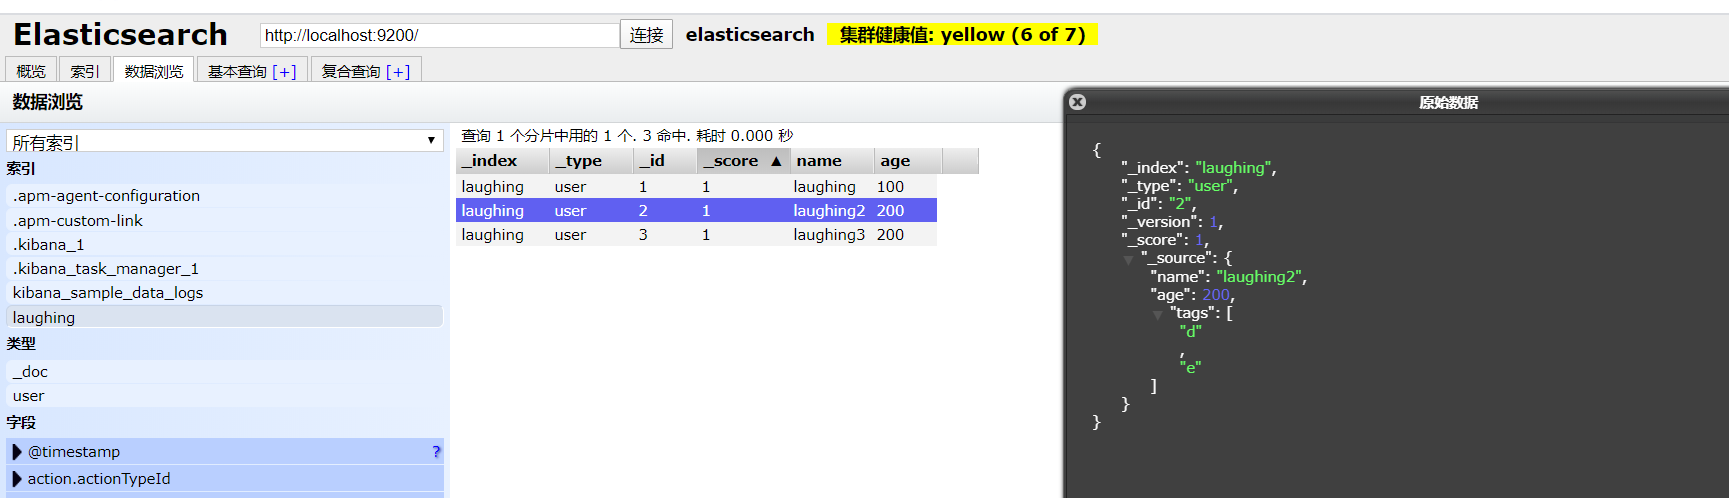 Elasticsearch http://localhost:9200/ 连接 elasticsearch 集群健康值: yellow (6 of 7)
概览 索引 数据浏览 基本查询 [+] 复合查询 [+]
数据浏览
所有索引
索引
.apm-agent-configuration
.apm-custom-link
.kibana_1
.kibana_task_manager_1
kibana_sample_data_logs
laughing
类型
_doc
user
字段
@timestamp ?
action.actionTypeId
查询 1 个分片中用的 1 个. 3 命中. 耗时 0.000 秒
_index _type _id _score ▲ name age
laughing user 1 1 laughing 100
laughing user 2 1 laughing2 200
laughing user 3 1 laughing3 200
原始数据
{
"_index": "laughing",
"_type": "user",
"_id": "2",
"_version": 1,
"_score": 1,
"_source": {
"name": "laughing2",
"age": 200,
"tags": [
"d"
,
"e"
]
}
}